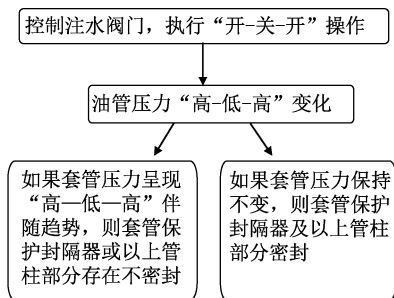 控制注水阀门，执行“开-关-开”操作
油管压力“高-低-高”变化
如果套管压力呈现
“高—低—高”伴
随趋势，则套管保
护封隔器或以上管
柱部分存在不密封
如果套管压力保持
不变，则套管保护
封隔器及以上管柱
部分密封